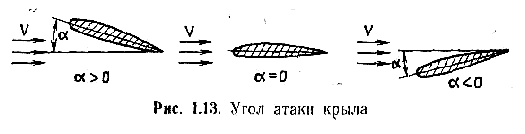 V α V V α
α>0 α=0 α<0
Рис. 1.13. Угол атаки крыла